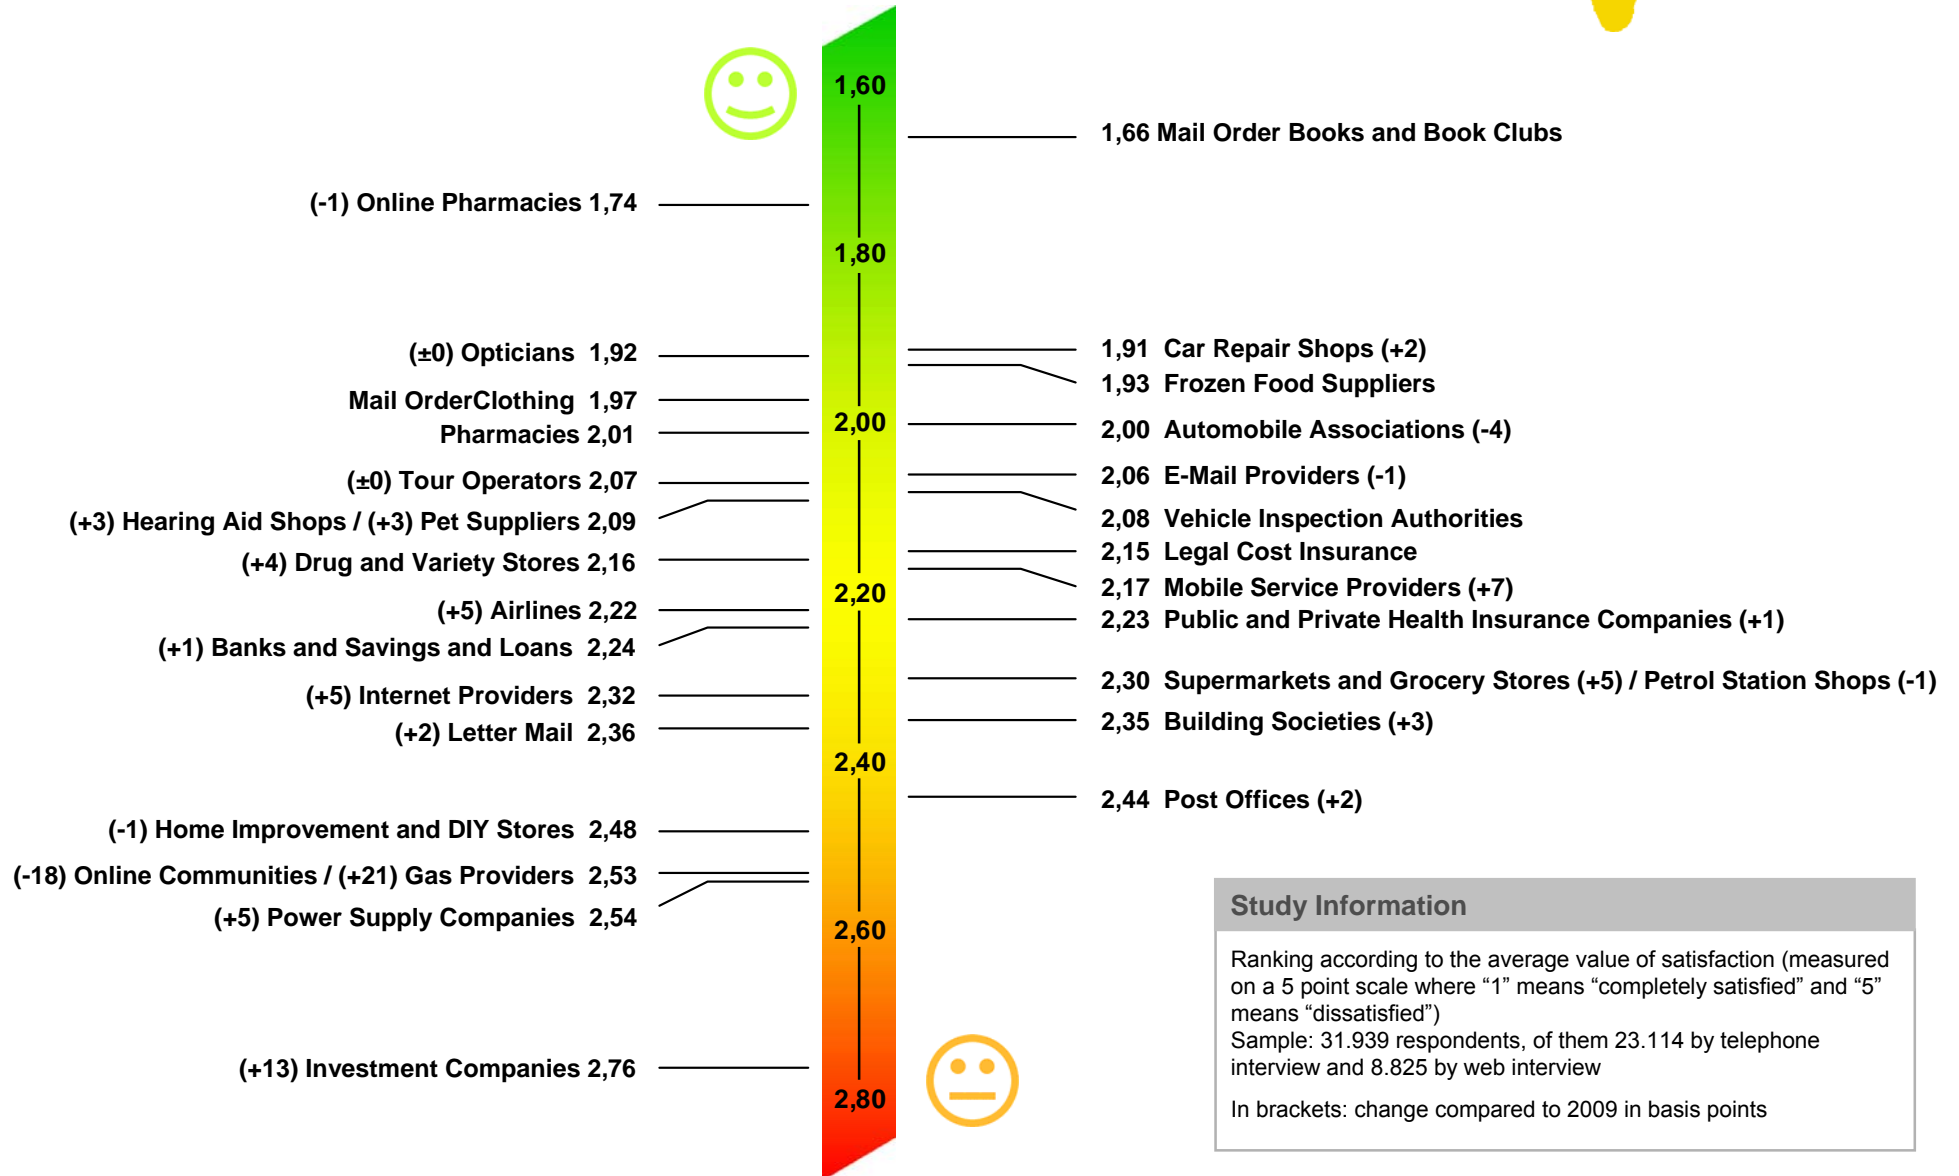 1,60
1,80
2,00
2,20
2,40
2,60
2,80
(-1) Online Pharmacies 1,74
(±0) Opticians 1,92
Mail OrderClothing 1,97
Pharmacies 2,01
(±0) Tour Operators 2,07
(+3) Hearing Aid Shops / (+3) Pet Suppliers 2,09
(+4) Drug and Variety Stores 2,16
(+5) Airlines 2,22
(+1) Banks and Savings and Loans 2,24
(+5) Internet Providers 2,32
(+2) Letter Mail 2,36
(-1) Home Improvement and DIY Stores 2,48
(-18) Online Communities / (+21) Gas Providers 2,53
(+5) Power Supply Companies 2,54
(+13) Investment Companies 2,76
1,66 Mail Order Books and Book Clubs
1,91 Car Repair Shops (+2)
1,93 Frozen Food Suppliers
2,00 Automobile Associations (-4)
2,06 E-Mail Providers (-1)
2,08 Vehicle Inspection Authorities
2,15 Legal Cost Insurance
2,17 Mobile Service Providers (+7)
2,23 Public and Private Health Insurance Companies (+1)
2,30 Supermarkets and Grocery Stores (+5) / Petrol Station Shops (-1)
2,35 Building Societies (+3)
2,44 Post Offices (+2)
Study Information
Ranking according to the average value of satisfaction (measured
on a 5 point scale where “1” means “completely satisfied” and “5”
means “dissatisfied”)
Sample: 31.939 respondents, of them 23.114 by telephone
interview and 8.825 by web interview
In brackets: change compared to 2009 in basis points